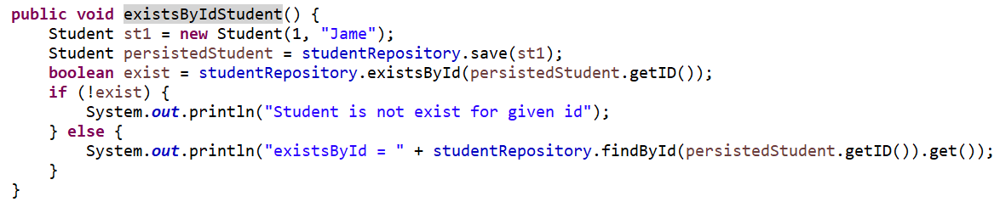 public void existsByIdStudent() {
    Student st1 = new Student(1, "Jame");
    Student persistedStudent = studentRepository.save(st1);
    boolean exist = studentRepository.existsById(persistedStudent.getID());
    if (!exist) {
        System.out.println("Student is not exist for given id");
    } else {
        System.out.println("existsById = " + studentRepository.findById(persistedStudent.getID()).get());
    }
}